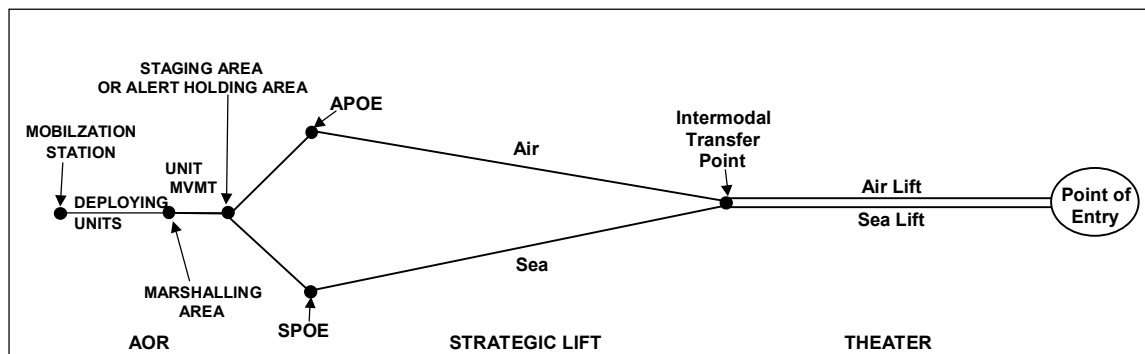 STAGING AREA
OR ALERT HOLDING AREA
APOE
MOBILZATION
STATION
Intermodal
Transfer
Point
Air
UNIT
MVMT
DEPLOYING
UNITS
Air Lift
Sea Lift
Point of
Entry
Sea
MARSHALLING
AREA
SPOE
AOR
STRATEGIC LIFT
THEATER